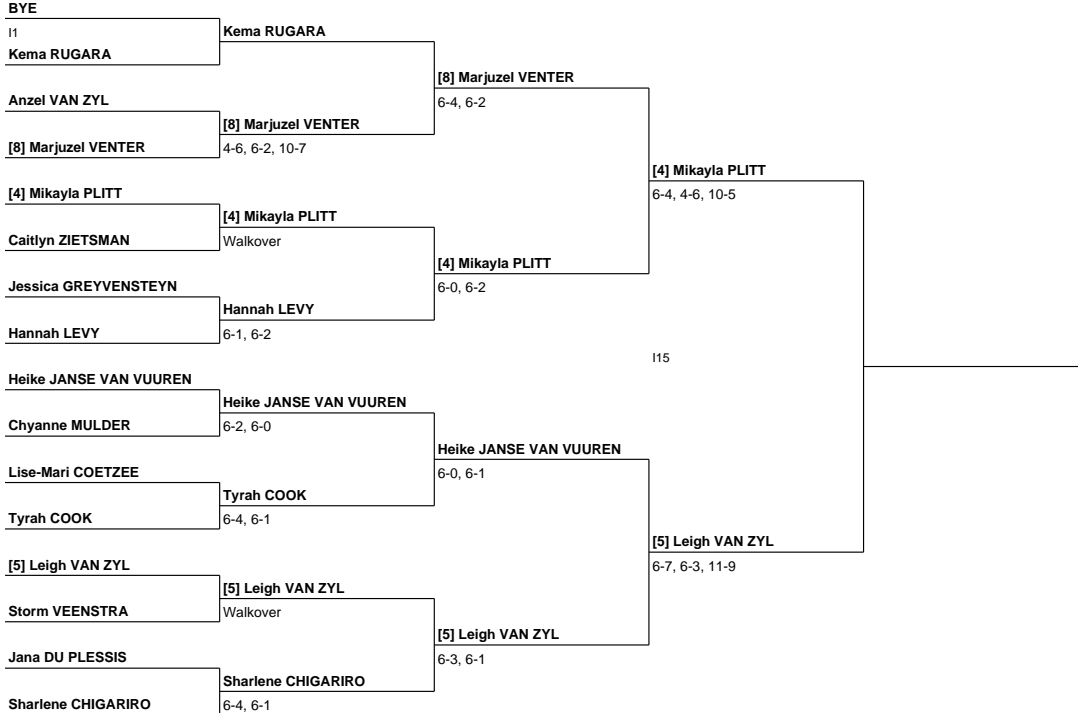 BYE
I1
Kema RUGARA
Anzel VAN ZYL
[8] Marjuzel VENTER
[4] Mikayla PLITT
Caitlyn ZIETSMAN
Jessica GREYVENSTEYN
Hannah LEVY
Heike JANSE VAN VUUREN
Chyanne MULDER
Lise-Mari COETZEE
Tyrah COOK
[5] Leigh VAN ZYL
Storm VEENSTRA
Jana DU PLESSIS
Sharlene CHIGARIRO
Kema RUGARA
[8] Marjuzel VENTER
4-6, 6-2, 10-7
[4] Mikayla PLITT
Walkover
Hannah LEVY
6-1, 6-2
Heike JANSE VAN VUUREN
6-2, 6-0
Tyrah COOK
6-4, 6-1
[5] Leigh VAN ZYL
Walkover
Sharlene CHIGARIRO
6-4, 6-1
[8] Marjuzel VENTER
6-4, 6-2
[4] Mikayla PLITT
6-0, 6-2
Heike JANSE VAN VUUREN
6-0, 6-1
[5] Leigh VAN ZYL
6-3, 6-1
[4] Mikayla PLITT
6-4, 4-6, 10-5
I15
[5] Leigh VAN ZYL
6-7, 6-3, 11-9